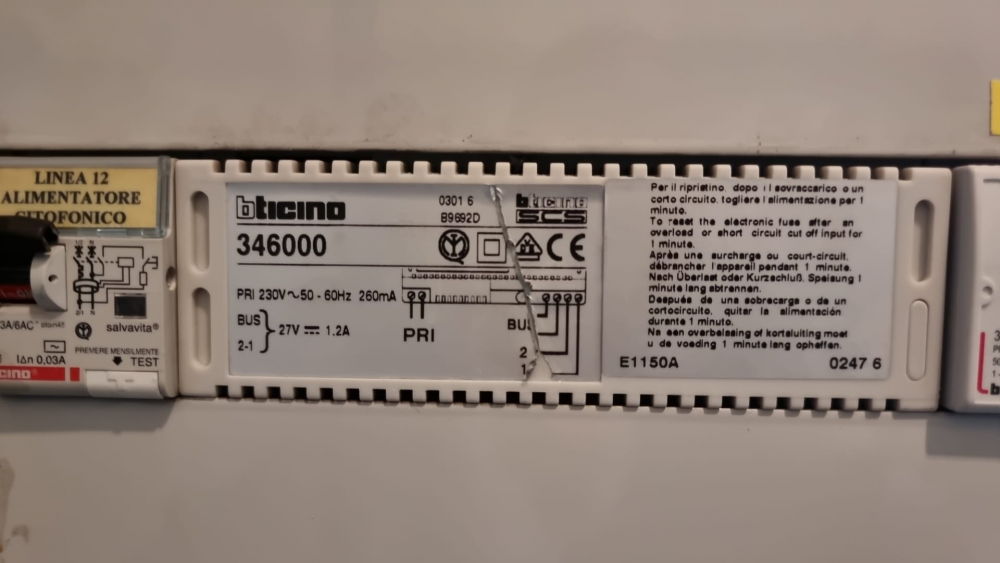 LINEA 12
ALIMENTATORE
CITOFONICO
salvavita®
PREMERE MENSILMENTE
TEST
IΔn 0,03A
bticino
0301 6
B9692D
bticino
SCS
346000
CE
PRI 230V~50-60Hz 260mA
BUS
2-1
27V 1.2A
PRI
BUS
2
1
Per il ripristino, dopo il sovraccarico o un
corto circuito, togliere l'alimentazione per 1
minuto.
To reset the electronic fuse after an
overload or short circuit cut off input for
1 minute.
Après une surcharge ou court-circuit,
débrancher l'appareil pendant 1 minute.
Nach Überlast oder Kurzschluß, Speisung 1
minute lang abtrennen.
Después de una sobrecarga o de un
cortocircuito, quitar la alimentación
durante 1 minuto.
Na een overbelasting of kortsluiting moet
u de voeding 1 minute lang opheffen.
E1150A
0247 6